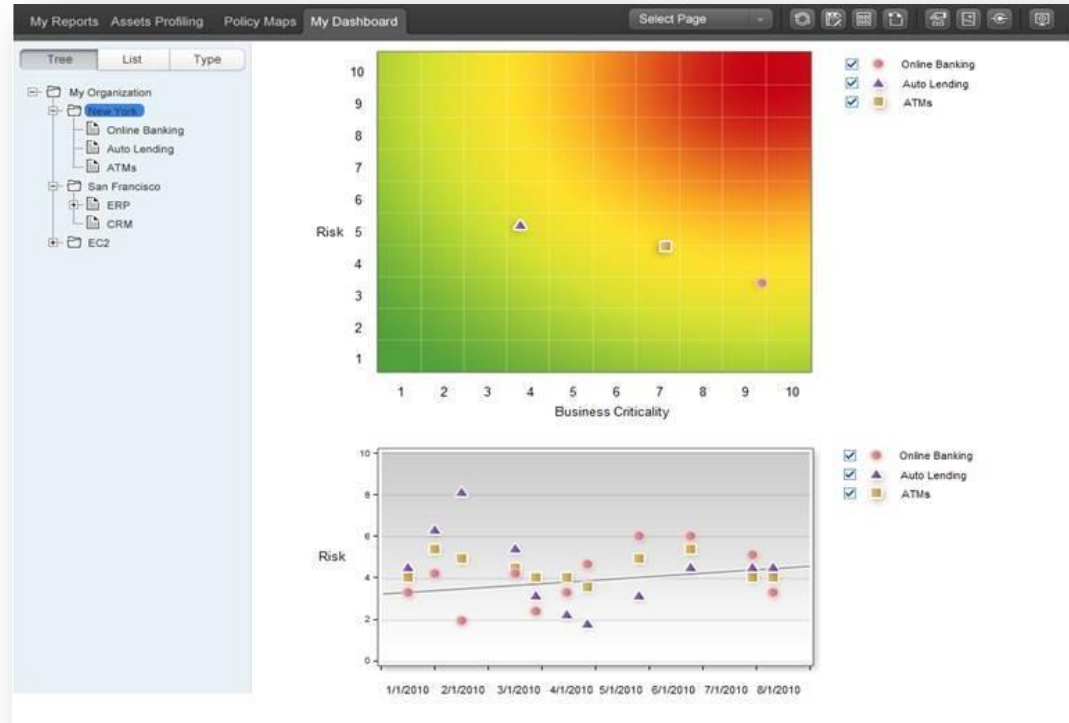 My Reports Assets Profiling Policy Maps My Dashboard Select Page
Tree List Type
My Organization
New York
Online Banking
Auto Lending
ATMs
San Francisco
ERP
CRM
EC2
Risk
10
9
8
7
6
5
4
3
2
1
1 2 3 4 5 6 7 8 9 10
Business Criticality
Online Banking
Auto Lending
ATMs
Risk
10
8
6
4
2
0
1/1/2010 2/1/2010 3/1/2010 4/1/2010 5/1/2010 6/1/2010 7/1/2010 8/1/2010
Online Banking
Auto Lending
ATMs